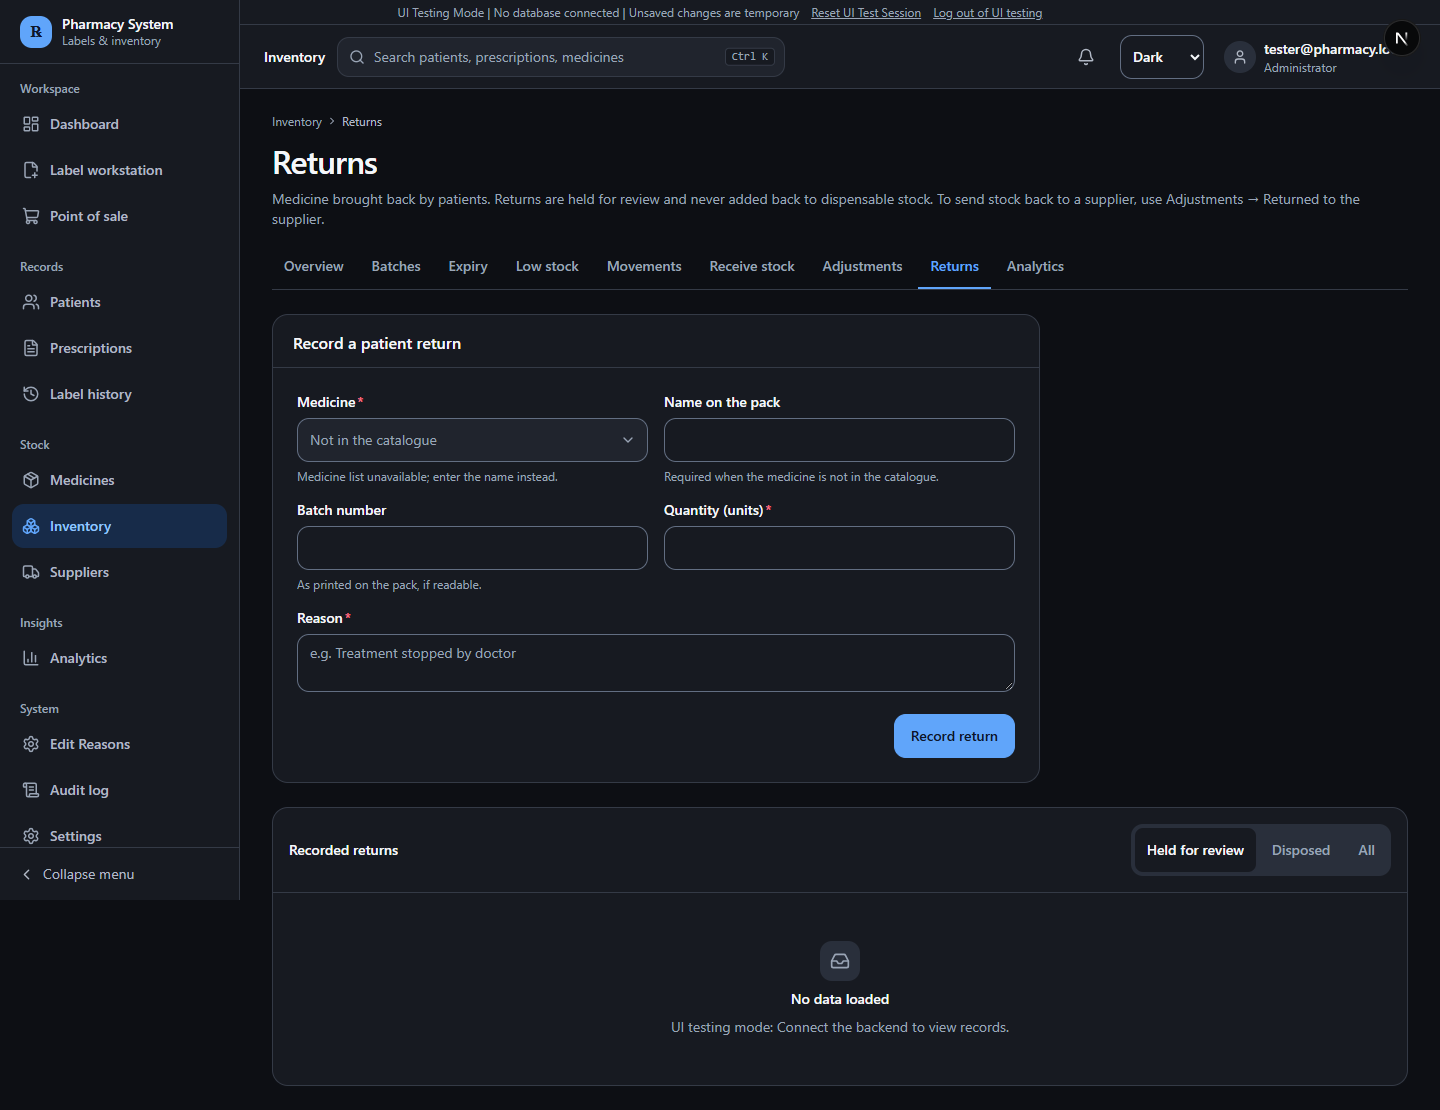 UI Testing Mode | No database connected | Unsaved changes are temporary Reset UI Test Session Log out of UI testing
Pharmacy System
Labels & inventory
Inventory
Search patients, prescriptions, medicines
Ctrl K
Dark
tester@pharmacy.lo
Administrator
N
Workspace
Dashboard
Label workstation
Point of sale
Records
Patients
Prescriptions
Label history
Stock
Medicines
Inventory
Suppliers
Insights
Analytics
System
Edit Reasons
Audit log
Settings
Collapse menu
Inventory > Returns
Returns
Medicine brought back by patients. Returns are held for review and never added back to dispensable stock. To send stock back to a supplier, use Adjustments → Returned to the
supplier.
Overview Batches Expiry Low stock Movements Receive stock Adjustments Returns Analytics
Record a patient return
Medicine*
Not in the catalogue
Medicine list unavailable; enter the name instead.
Name on the pack
Required when the medicine is not in the catalogue.
Batch number
As printed on the pack, if readable.
Quantity (units)*
Reason*
e.g. Treatment stopped by doctor
Record return
Recorded returns
Held for review Disposed All
No data loaded
UI testing mode: Connect the backend to view records.